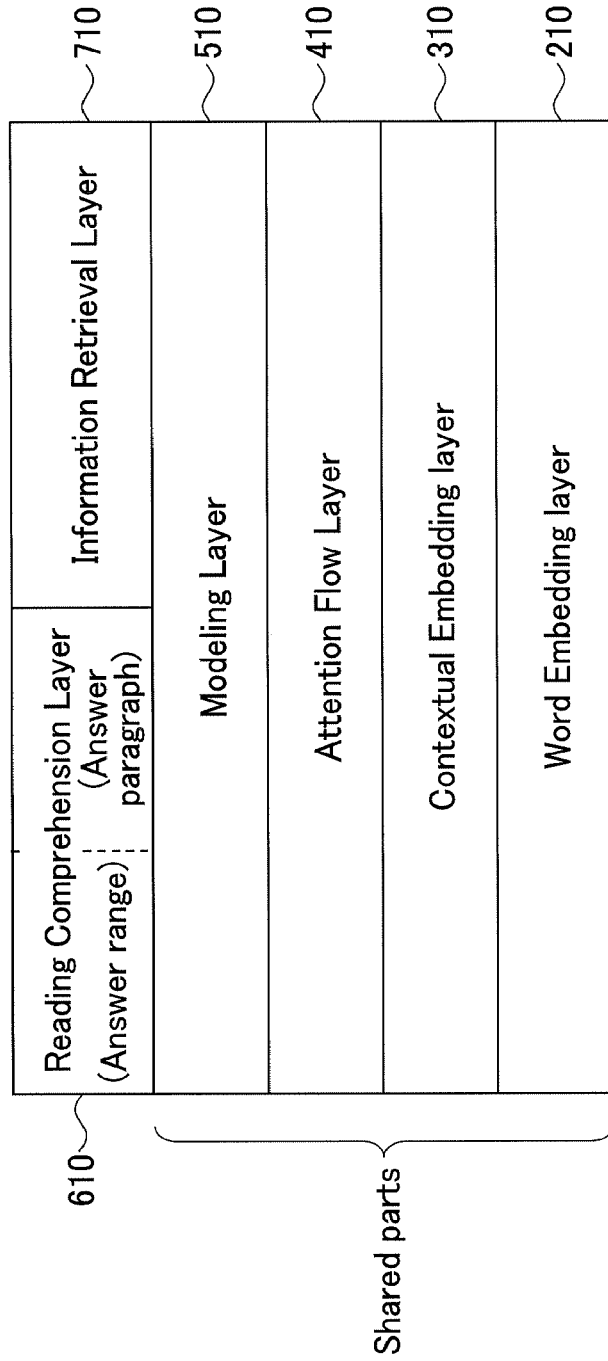 610
Reading Comprehension Layer
(Answer range)
(Answer
paragraph)
Information Retrieval Layer
710
Modeling Layer
510
Attention Flow Layer
410
Contextual Embedding layer
310
Word Embedding layer
210
Shared parts